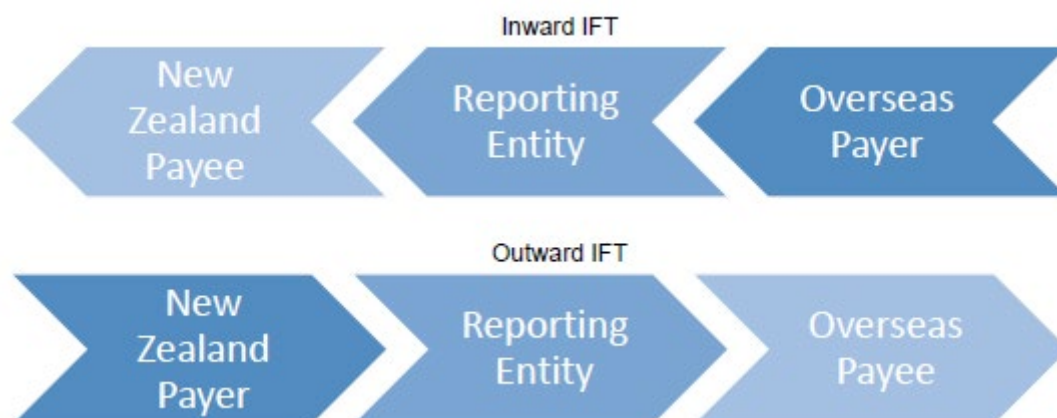 Inward IFT
New
Zealand
Payee
Reporting
Entity
Overseas
Payer
Outward IFT
New
Zealand
Payer
Reporting
Entity
Overseas
Payee